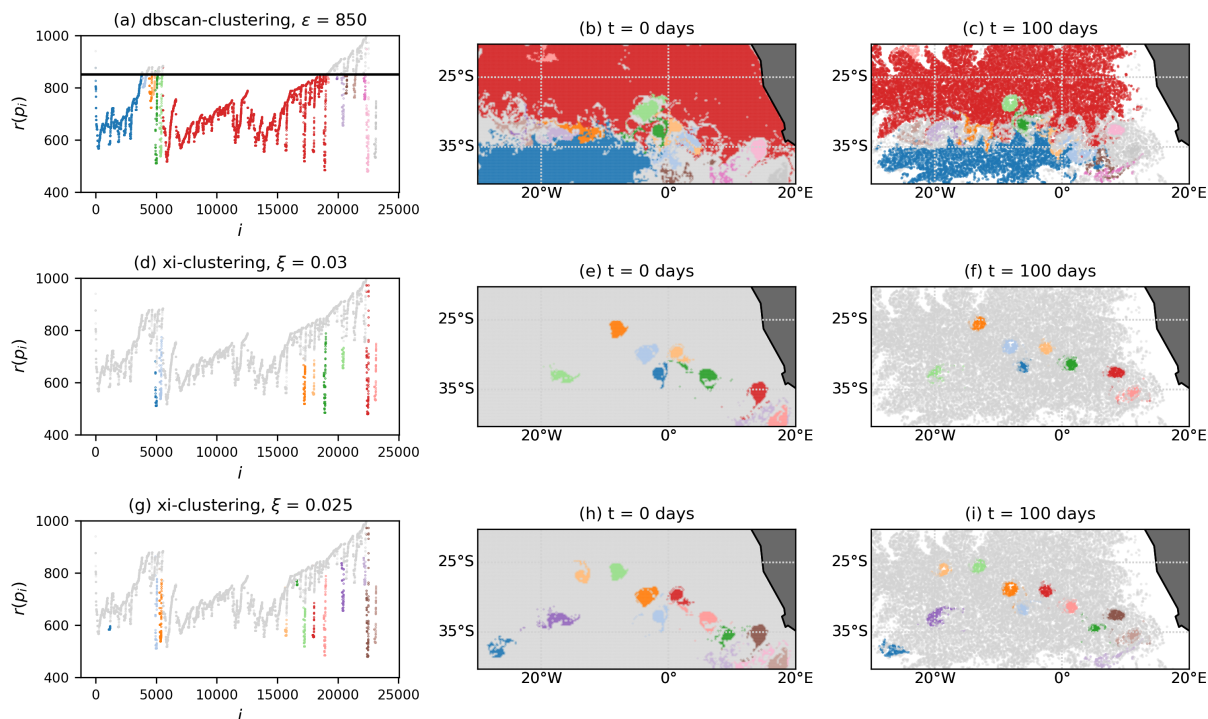 (a) dbscan-clustering, ε = 850
(b) t = 0 days
(c) t = 100 days
1000
800
600
400
r(p_i)
0 5000 10000 15000 20000 25000
i
25°S
35°S
20°W 0° 20°E
25°S
35°S
20°W 0° 20°E
(d) xi-clustering, ξ = 0.03
(e) t = 0 days
(f) t = 100 days
1000
800
600
400
r(p_i)
0 5000 10000 15000 20000 25000
i
25°S
35°S
20°W 0° 20°E
25°S
35°S
20°W 0° 20°E
(g) xi-clustering, ξ = 0.025
(h) t = 0 days
(i) t = 100 days
1000
800
600
400
r(p_i)
0 5000 10000 15000 20000 25000
i
25°S
35°S
20°W 0° 20°E
25°S
35°S
20°W 0° 20°E